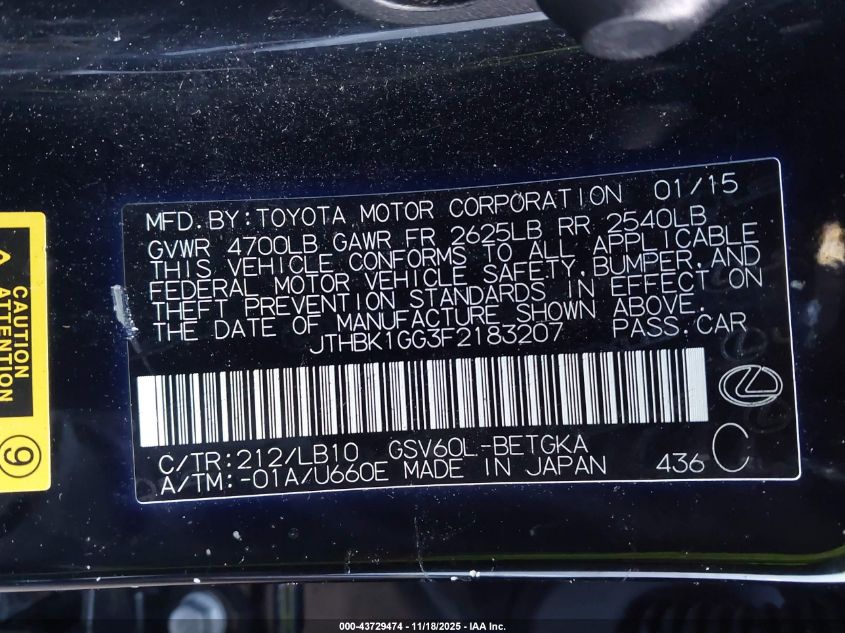 MFD. BY: TOYOTA MOTOR CORPORATION 01/15
GVWR 4700LB GAWR FR 2625LB RR 2540LB
THIS VEHICLE CONFORMS TO ALL APPLICABLE
FEDERAL MOTOR VEHICLE SAFETY, BUMPER, AND
THEFT PREVENTION STANDARDS IN EFFECT ON
THE DATE OF MANUFACTURE SHOWN ABOVE.
JTHBK1GG3F2183207 PASS. CAR
C/TR: 212/LB10 GSV60L-BETGKA
A/TM: -01A/U660E MADE IN JAPAN 436 C
CAUTION
ATTENTION
9
000-43729474 — 11/18/2025 — IAA Inc.